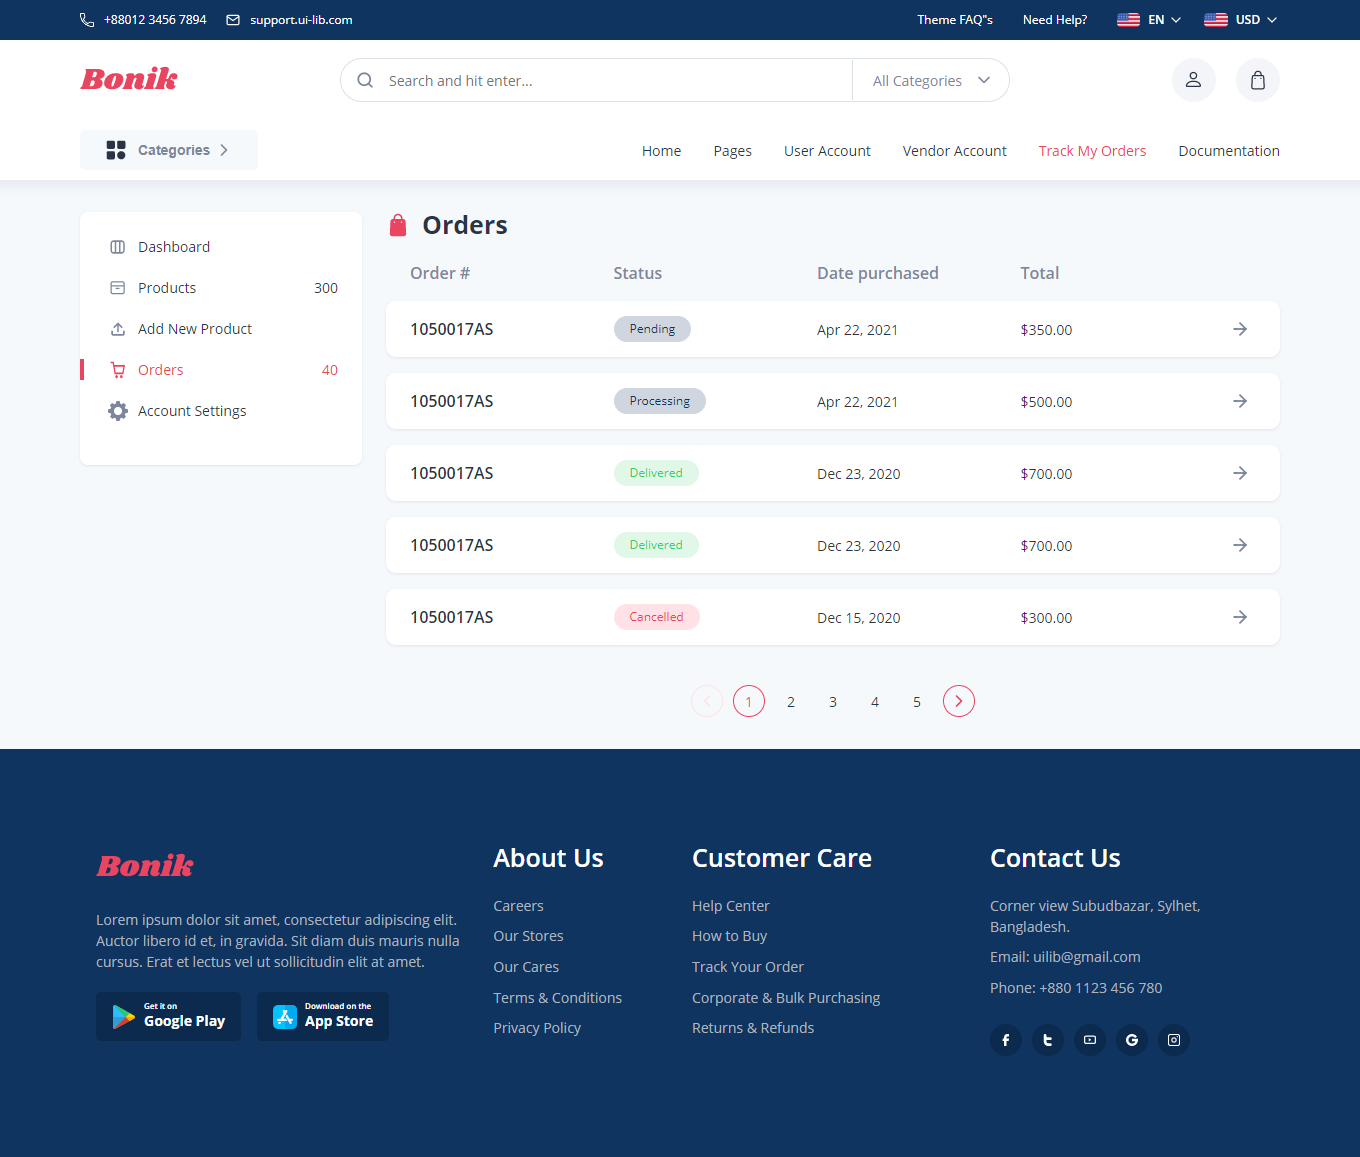 +88012 3456 7894
support.ui-lib.com
Theme FAQ"s
Need Help?
EN
USD
Bonik
Search and hit enter...
All Categories
Categories
Home
Pages
User Account
Vendor Account
Track My Orders
Documentation
Dashboard
Products 300
Add New Product
Orders 40
Account Settings
Orders
Order # Status Date purchased Total
1050017AS Pending Apr 22, 2021 $350.00
1050017AS Processing Apr 22, 2021 $500.00
1050017AS Delivered Dec 23, 2020 $700.00
1050017AS Delivered Dec 23, 2020 $700.00
1050017AS Cancelled Dec 15, 2020 $300.00
1 2 3 4 5
Bonik
Lorem ipsum dolor sit amet, consectetur adipiscing elit.
Auctor libero id et, in gravida. Sit diam duis mauris nulla
cursus. Erat et lectus vel ut sollicitudin elit at amet.
Get it on
Google Play
Download on the
App Store
About Us
Careers
Our Stores
Our Cares
Terms & Conditions
Privacy Policy
Customer Care
Help Center
How to Buy
Track Your Order
Corporate & Bulk Purchasing
Returns & Refunds
Contact Us
Corner view Subudbazar, Sylhet,
Bangladesh.
Email: uilib@gmail.com
Phone: +880 1123 456 780